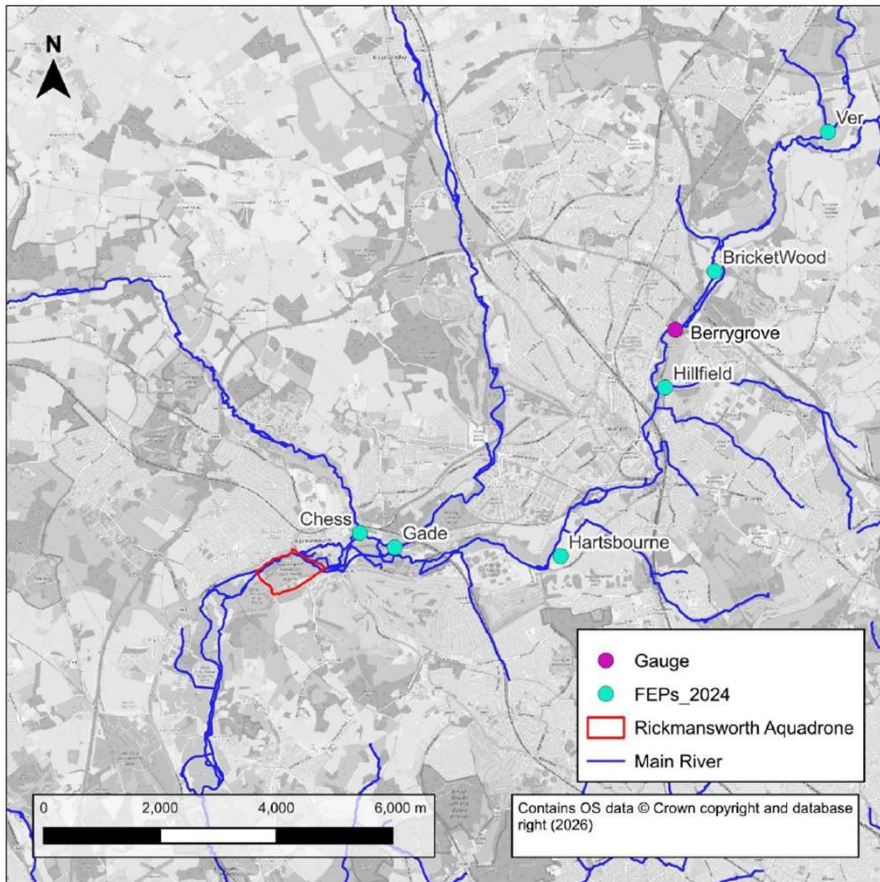 N
Ver
BricketWood
Berrygrove
Hillfield
Chess
Gade
Hartsbourne
Gauge
FEPs_2024
Rickmansworth Aquadrone
Main River
0 2,000 4,000 6,000 m
Contains OS data © Crown copyright and database
right (2026)